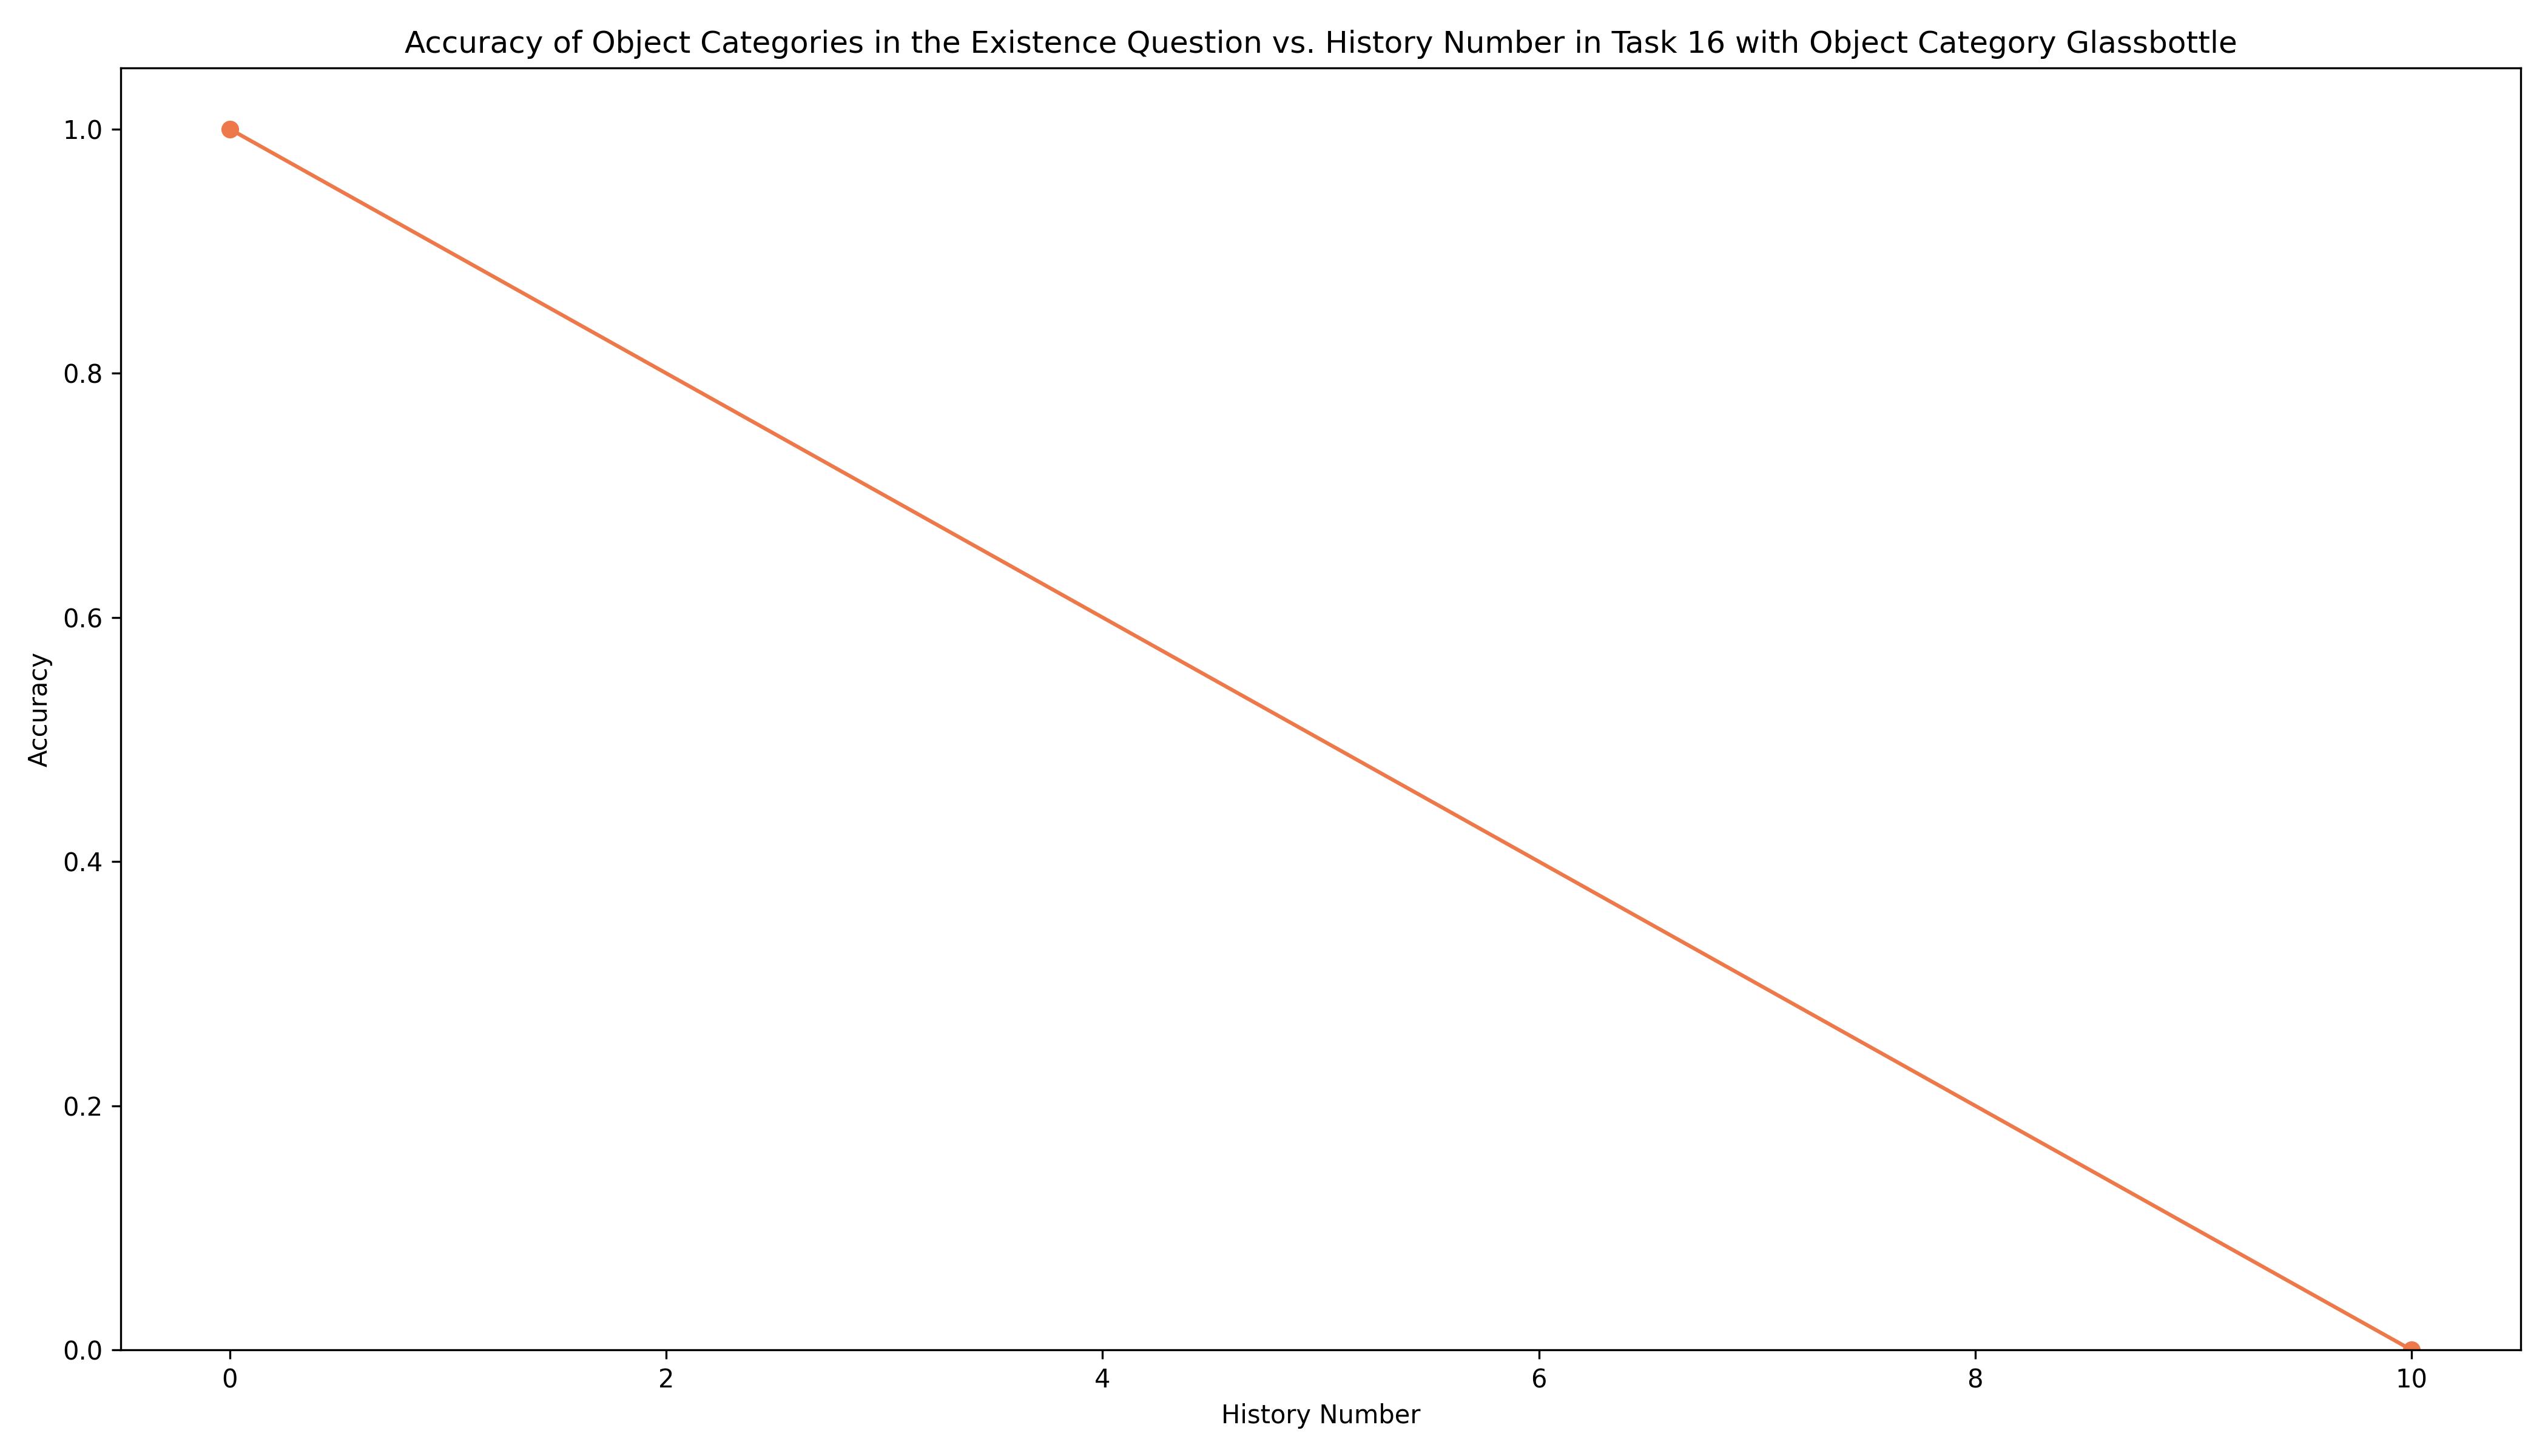 Accuracy of Object Categories in the Existence Question vs. History Number in Task 16 with Object Category Glassbottle
1.0
0.8
0.6
0.4
0.2
0.0
Accuracy
0 2 4 6 8 10
History Number